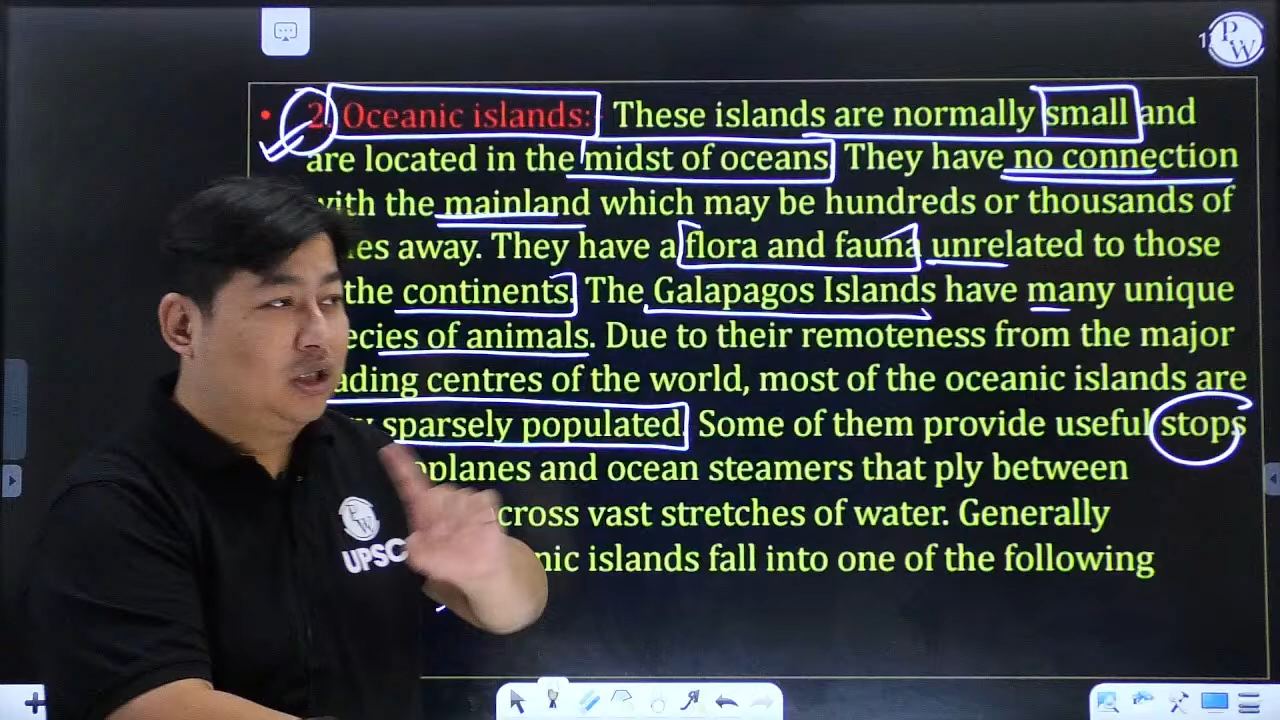 PW
• 2. Oceanic islands:- These islands are normally small and
are located in the midst of oceans. They have no connection
with the mainland which may be hundreds or thousands of
away. They have a flora and fauna unrelated to those
the continents. The Galapagos Islands have many unique
of animals. Due to their remoteness from the major
centres of the world, most of the oceanic islands are
sparsely populated. Some of them provide useful stops
and ocean steamers that ply between
across vast stretches of water. Generally
islands fall into one of the following
PW
UPSC